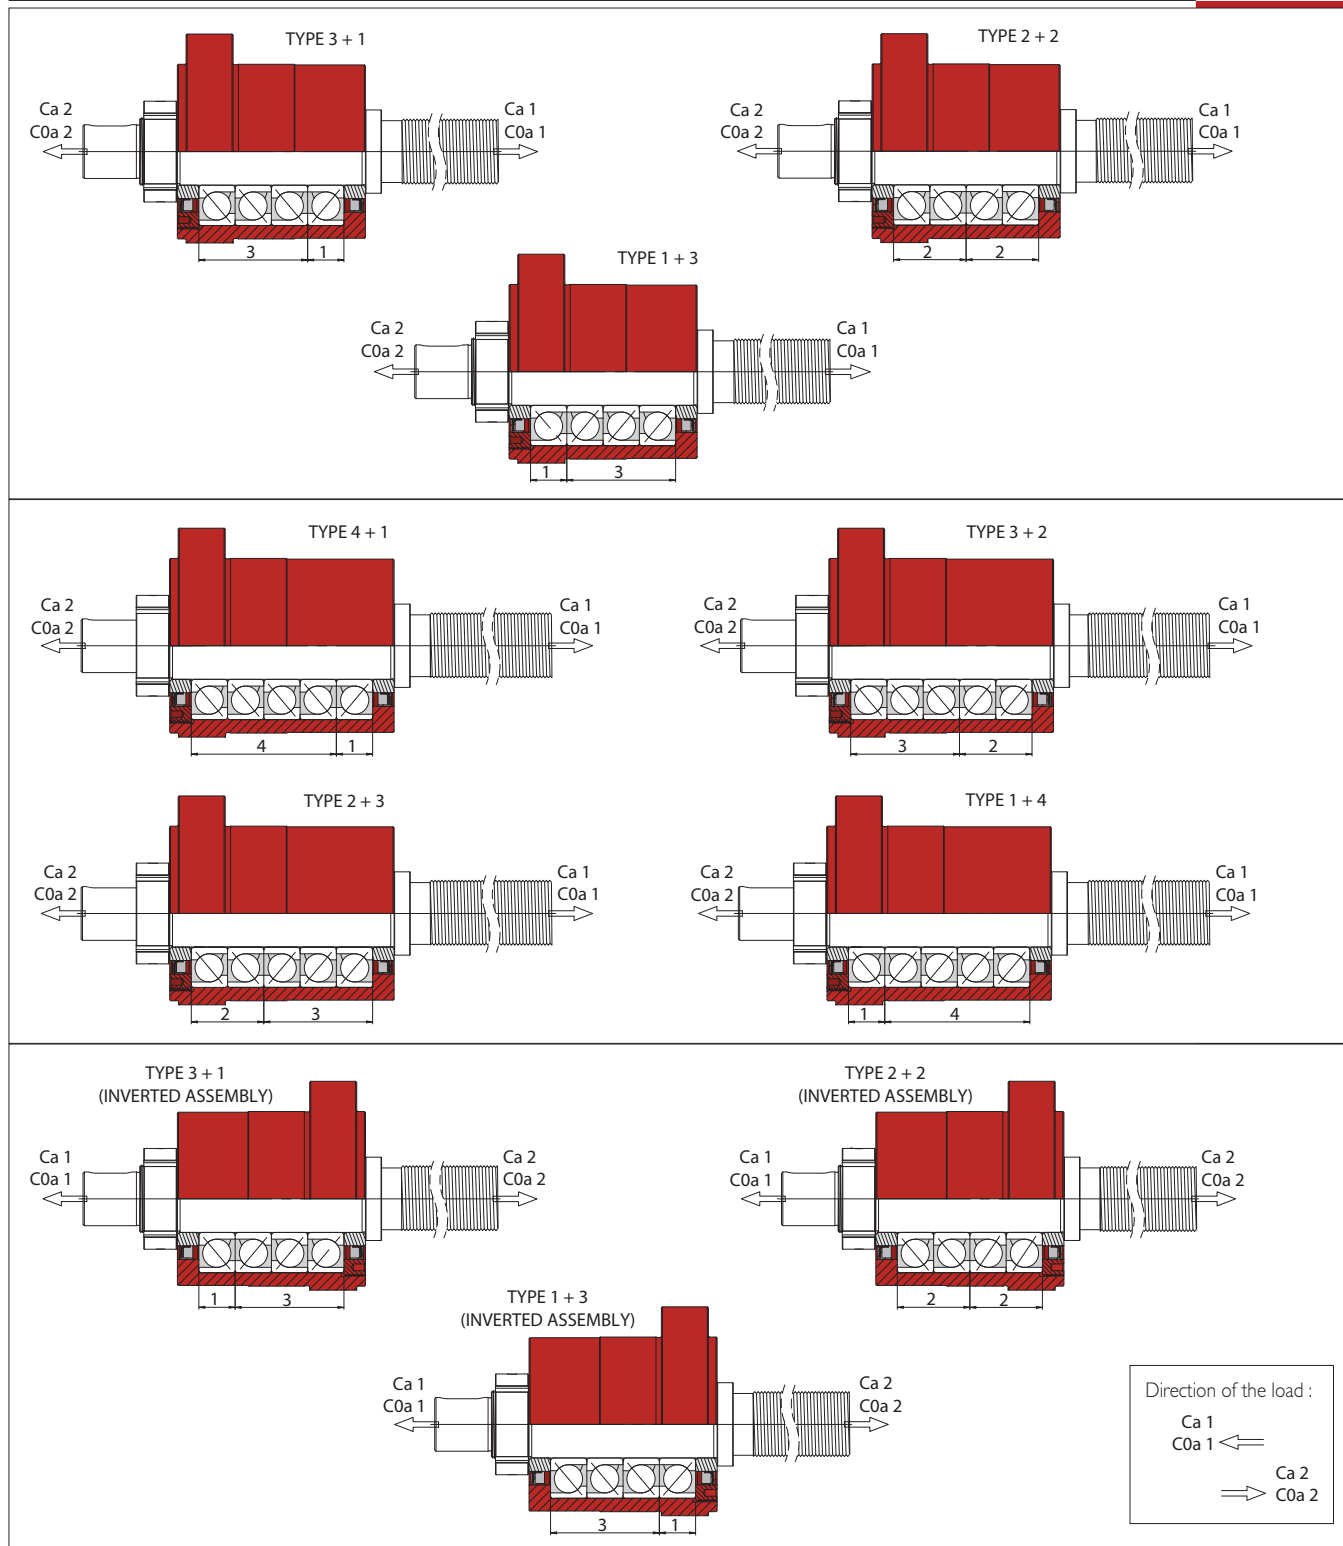 TYPE 3 + 1
Ca 2
C0a 2
Ca 1
C0a 1
3
1
TYPE 2 + 2
Ca 2
C0a 2
Ca 1
C0a 1
2
2
TYPE 1 + 3
Ca 2
C0a 2
Ca 1
C0a 1
1
3
TYPE 4 + 1
Ca 2
C0a 2
Ca 1
C0a 1
4
1
TYPE 3 + 2
Ca 2
C0a 2
Ca 1
C0a 1
3
2
TYPE 2 + 3
Ca 2
C0a 2
Ca 1
C0a 1
2
3
TYPE 1 + 4
Ca 2
C0a 2
Ca 1
C0a 1
1
4
TYPE 3 + 1
(INVERTED ASSEMBLY)
Ca 1
C0a 1
Ca 2
C0a 2
1
3
TYPE 2 + 2
(INVERTED ASSEMBLY)
Ca 1
C0a 1
Ca 2
C0a 2
2
2
TYPE 1 + 3
(INVERTED ASSEMBLY)
Ca 1
C0a 1
Ca 2
C0a 2
3
1
Direction of the load :
Ca 1
C0a 1
Ca 2
C0a 2